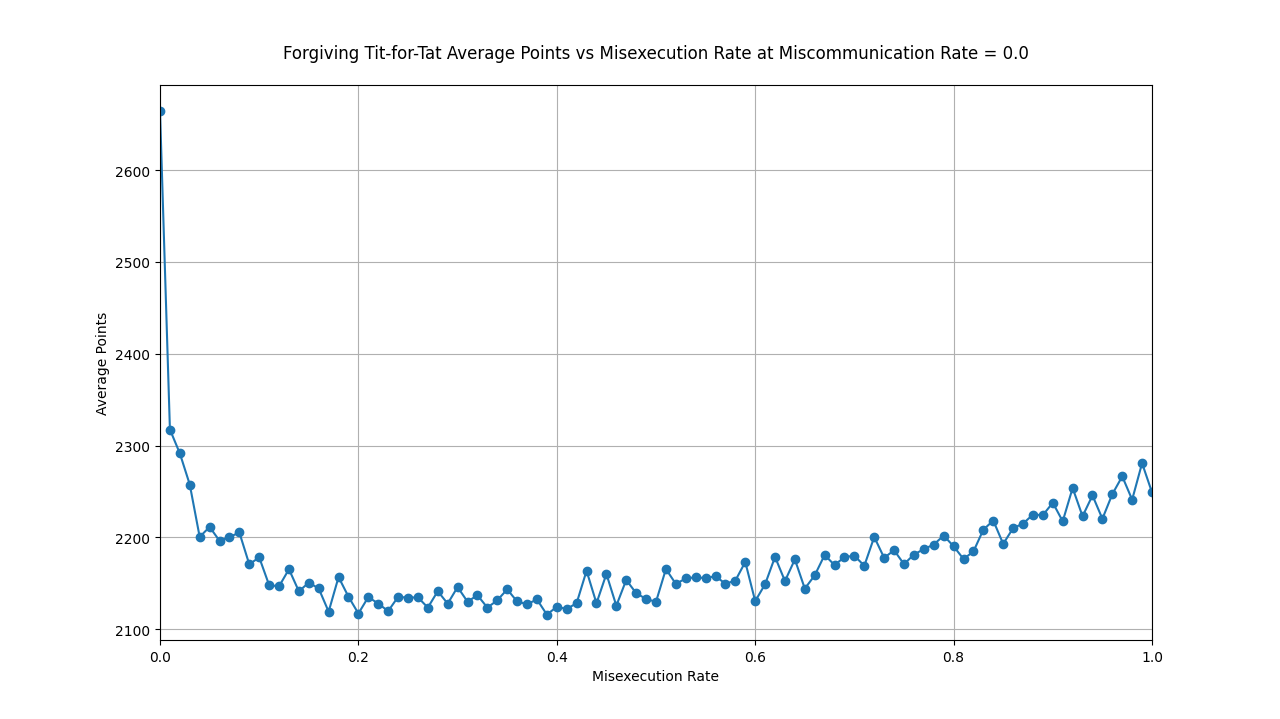 Forgiving Tit-for-Tat Average Points vs Misexecution Rate at Miscommunication Rate = 0.0
Average Points
2600
2500
2400
2300
2200
2100
0.0 0.2 0.4 0.6 0.8 1.0
Misexecution Rate